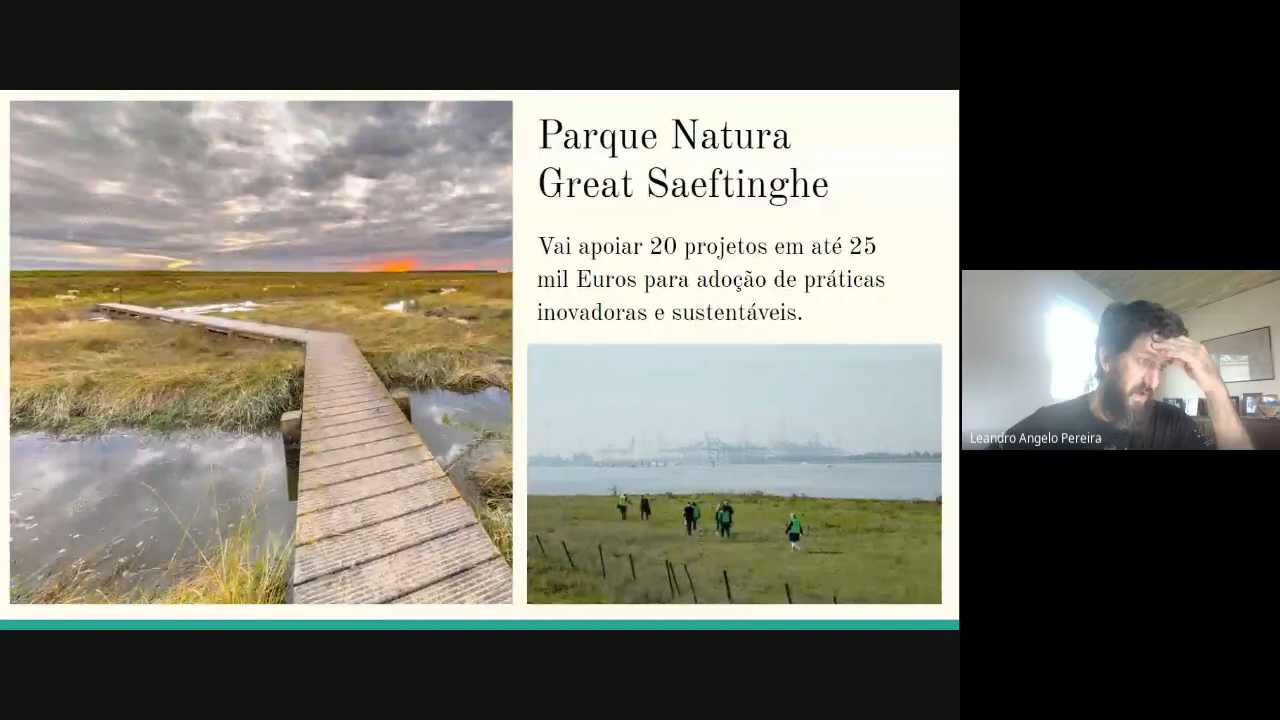 Parque Natura
Great Saeftinghe
Vai apoiar 20 projetos em até 25
mil Euros para adoção de práticas
inovadoras e sustentáveis.
Leandro Angelo Pereira